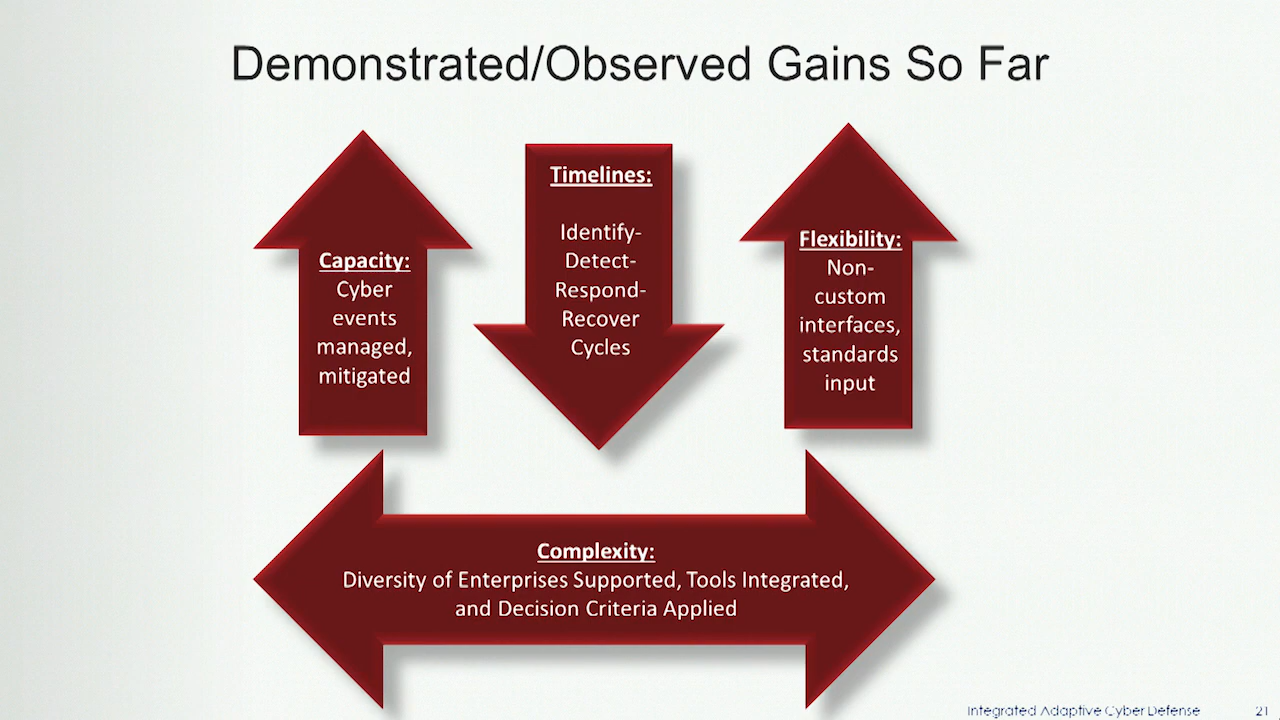 Demonstrated/Observed Gains So Far
Capacity:
Cyber
events
managed,
mitigated
Timelines:
Identify-
Detect-
Respond-
Recover
Cycles
Flexibility:
Non-
custom
interfaces,
standards
input
Complexity:
Diversity of Enterprises Supported, Tools Integrated,
and Decision Criteria Applied
Integrated Adaptive Cyber Defense
21